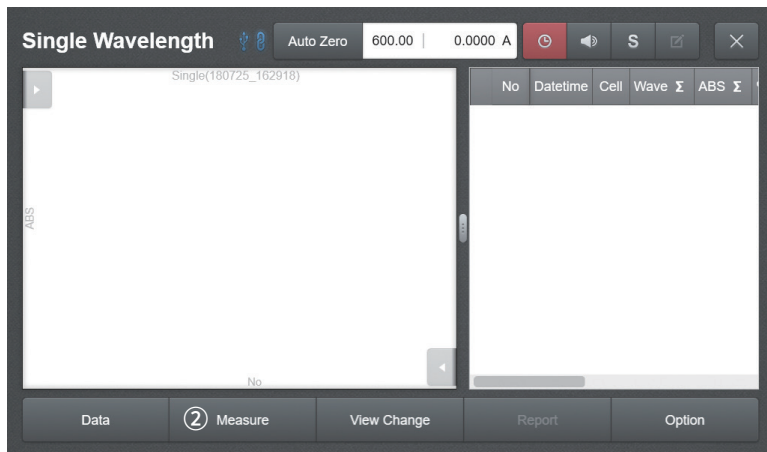 Single Wavelength Auto Zero 600.00 | 0.0000 A S
Single(180725_162918)
No Datetime Cell Wave Σ ABS Σ
ABS
No
Data ② Measure View Change Report Option